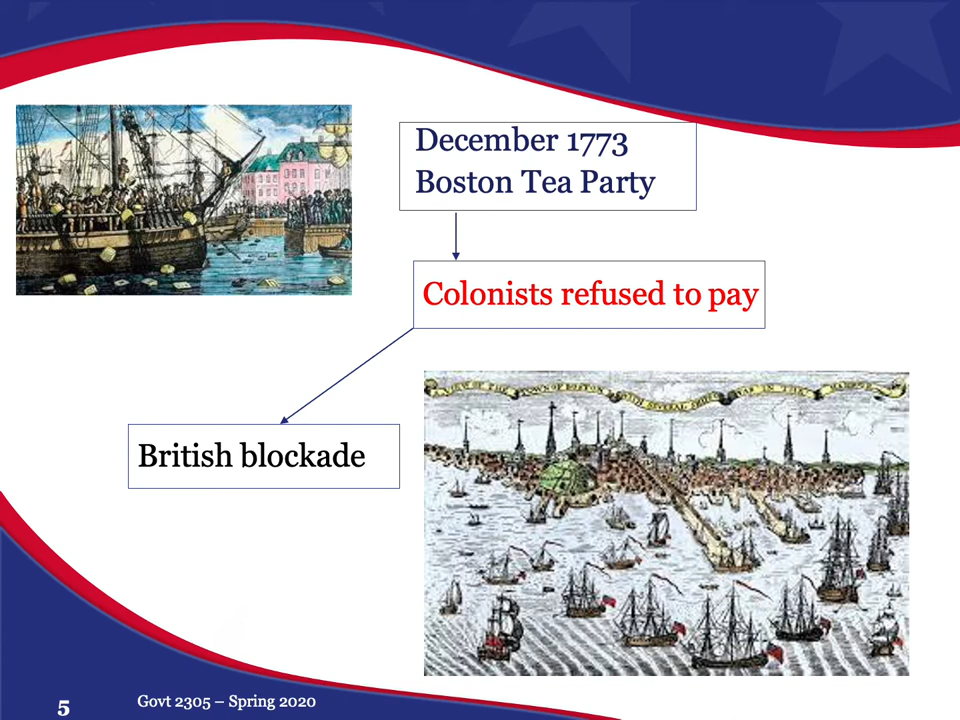 December 1773
Boston Tea Party
Colonists refused to pay
British blockade
5
Govt 2305 – Spring 2020